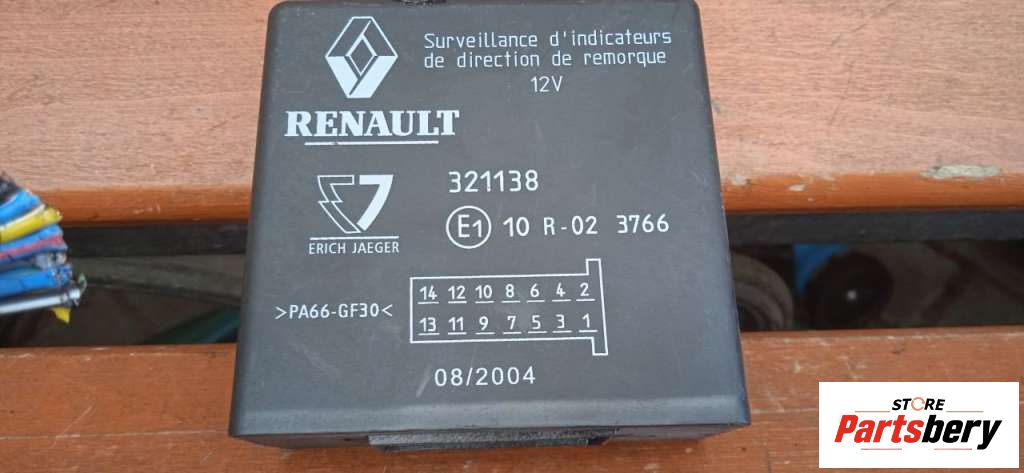 Surveillance d'indicateurs
de direction de remorque
12V
RENAULT
321138
E1 10 R-02 3766
ERICH JAEGER
>PA66-GF30<
14 12 10 8 6 4 2
13 11 9 7 5 3 1
08/2004
STORE
Partsbery